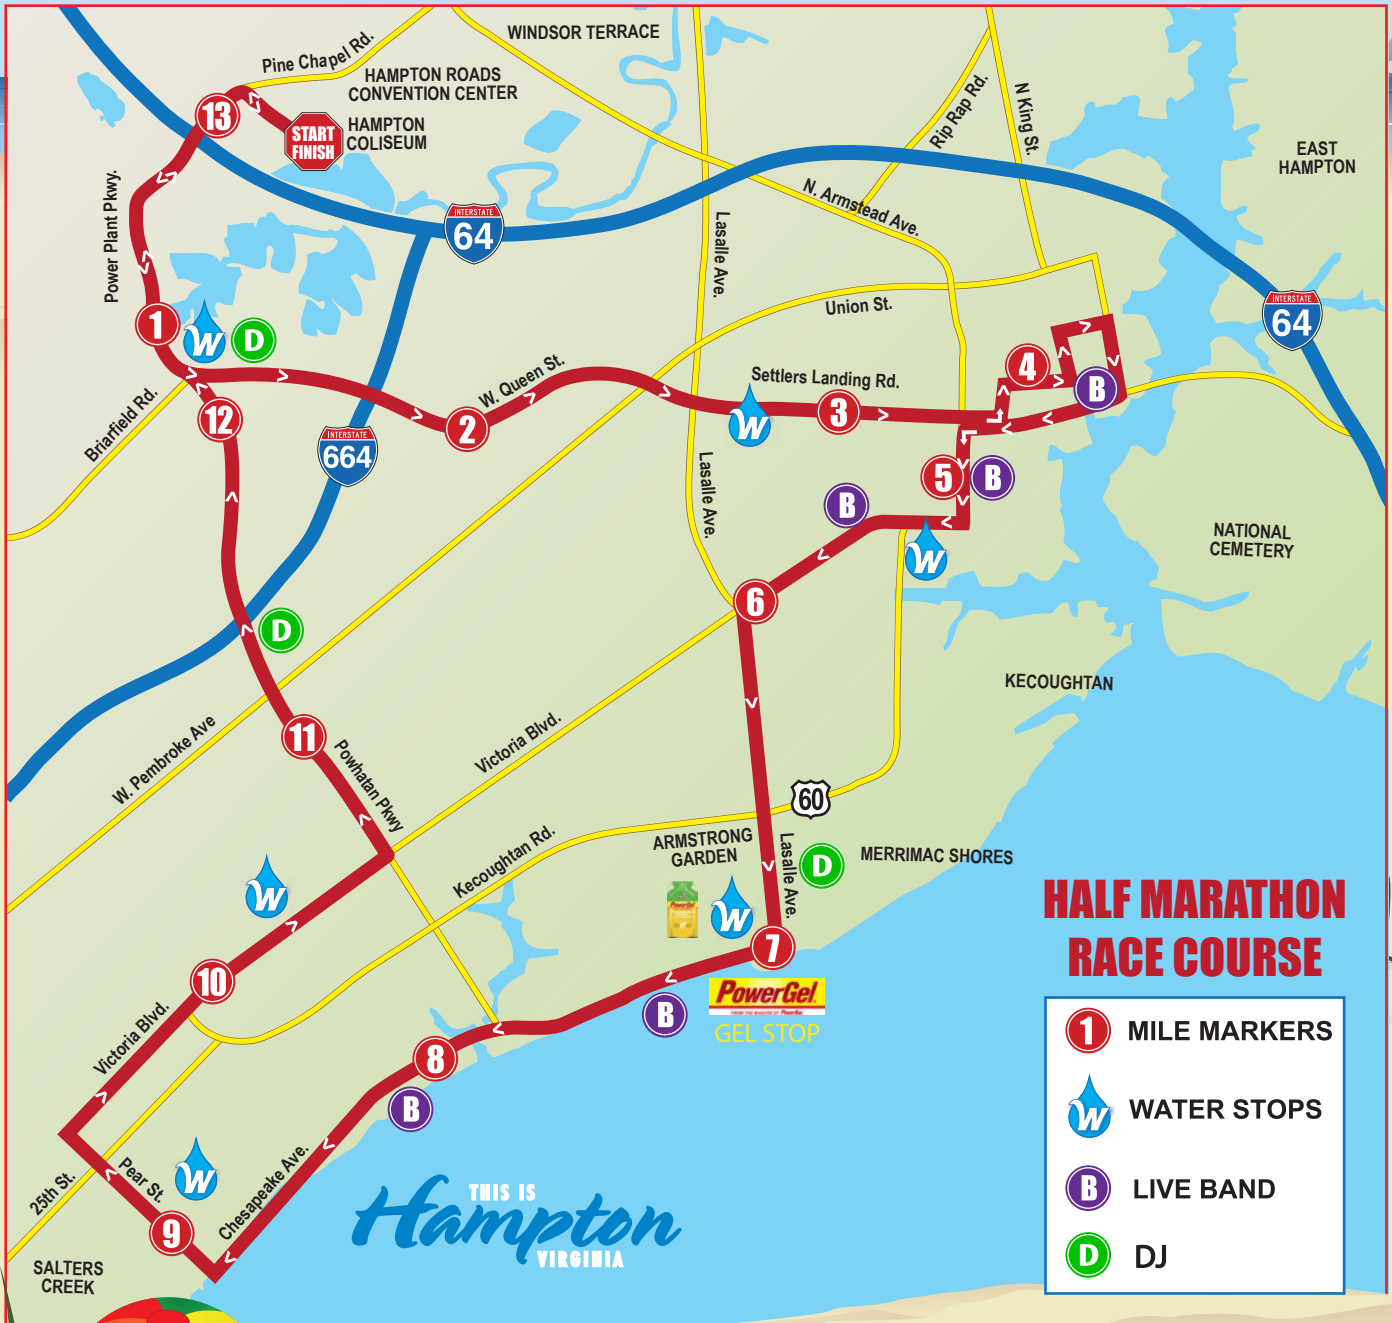 WINDSOR TERRACE
Pine Chapel Rd.
HAMPTON ROADS
CONVENTION CENTER
HAMPTON
COLISEUM
13
START
FINISH
Rip Rap Rd.
N King St.
EAST
HAMPTON
Power Plant Pkwy.
N. Armstead Ave.
INTERSTATE
64
Lasalle Ave.
Union St.
INTERSTATE
64
1
W
D
W. Queen St.
Settlers Landing Rd.
4
B
Briarfield Rd.
12
2
W
3
INTERSTATE
664
Lasalle Ave.
5
B
B
W
NATIONAL
CEMETERY
6
D
KECOUGHTAN
11
W. Pembroke Ave
Powhatan Pkwy
Victoria Blvd.
60
Kecoughtan Rd.
ARMSTRONG
GARDEN
Lasalle Ave.
D
MERRIMAC SHORES
W
PowerGel
W
7
10
PowerGel
GEL STOP
B
Victoria Blvd.
8
B
25th St.
Pear St.
W
Chesapeake Ave.
9
SALTERS
CREEK
THIS IS
Hampton
VIRGINIA
HALF MARATHON
RACE COURSE
1 MILE MARKERS
W WATER STOPS
B LIVE BAND
D DJ